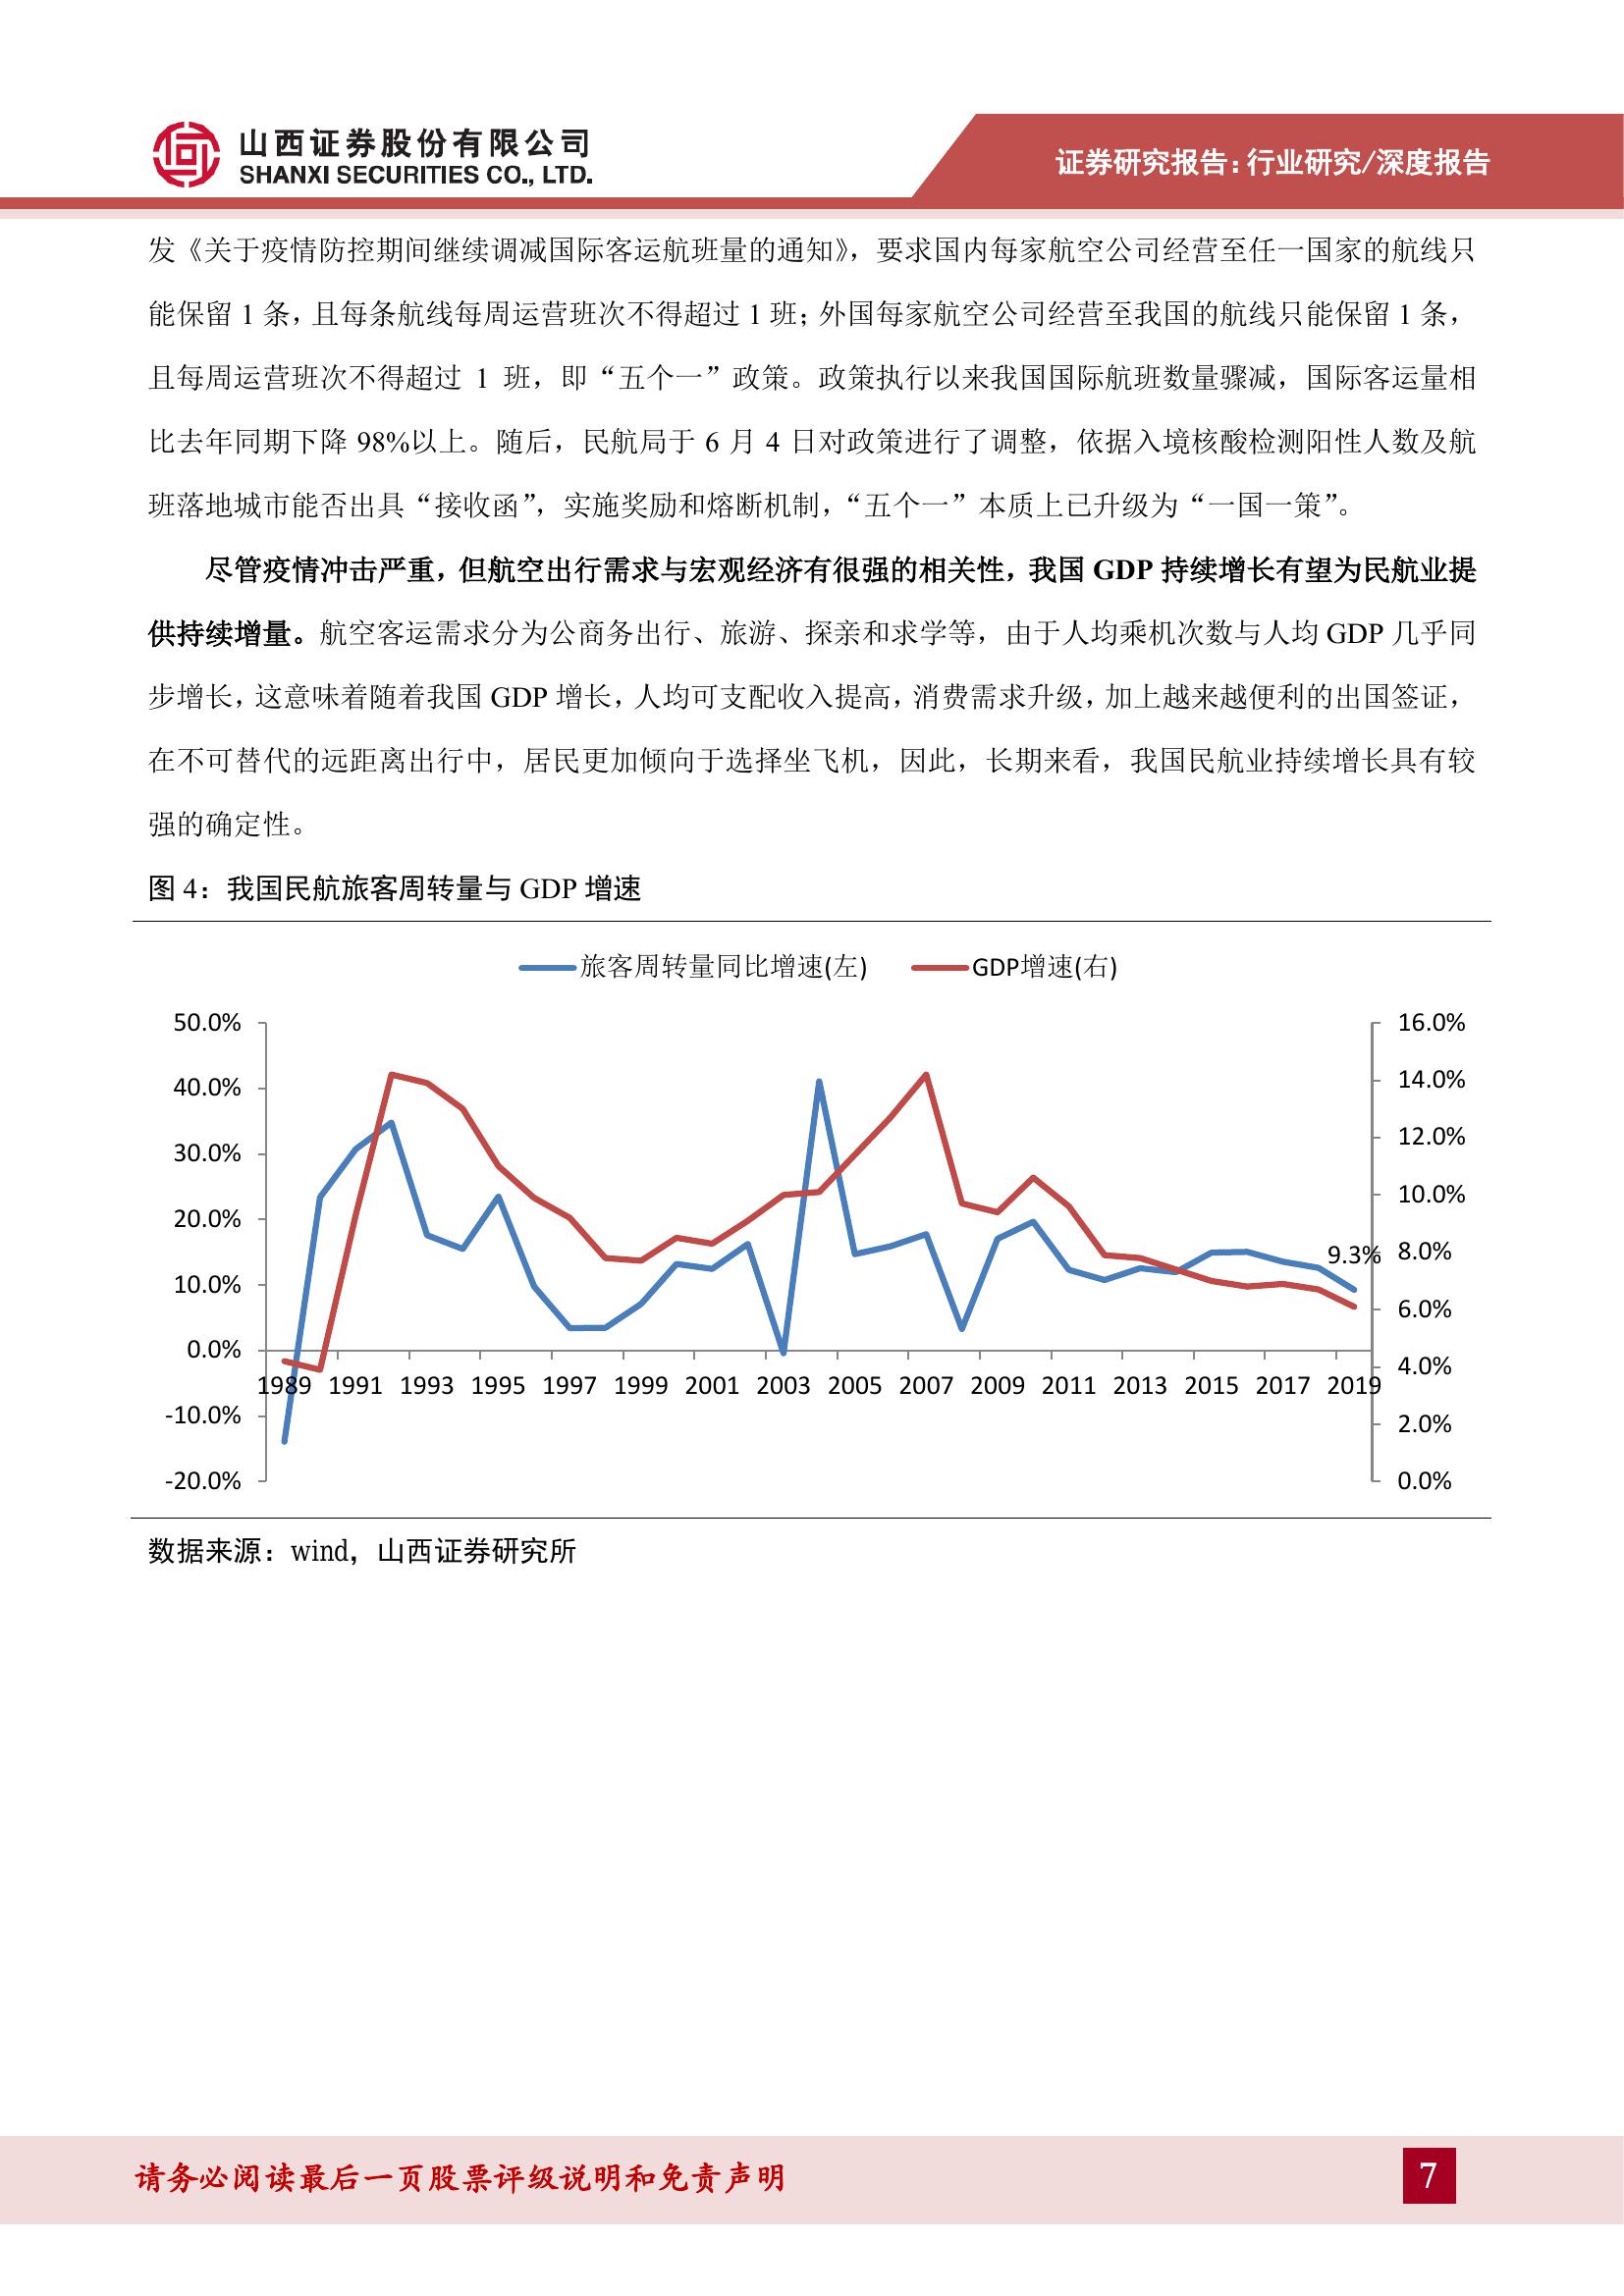 山西证券股份有限公司
SHANXI SECURITIES CO., LTD.
证券研究报告:行业研究/深度报告
发《关于疫情防控期间继续调减国际客运航班量的通知》,要求国内每家航空公司经营至任一国家的航线只
能保留 1 条,且每条航线每周运营班次不得超过 1 班;外国每家航空公司经营至我国的航线只能保留 1 条,
且每周运营班次不得超过 1 班,即“五个一”政策。政策执行以来我国国际航班数量骤减,国际客运量相
比去年同期下降 98%以上。随后,民航局于 6 月 4 日对政策进行了调整,依据入境核酸检测阳性人数及航
班落地城市能否出具“接收函”,实施奖励和熔断机制,“五个一”本质上已升级为“一国一策”。
尽管疫情冲击严重,但航空出行需求与宏观经济有很强的相关性,我国 GDP 持续增长有望为民航业提
供持续增量。航空客运需求分为公商务出行、旅游、探亲和求学等,由于人均乘机次数与人均 GDP 几乎同
步增长,这意味着随着我国 GDP 增长,人均可支配收入提高,消费需求升级,加上越来越便利的出国签证,
在不可替代的远距离出行中,居民更加倾向于选择坐飞机,因此,长期来看,我国民航业持续增长具有较
强的确定性。
图 4:我国民航旅客周转量与 GDP 增速
旅客周转量同比增速(左) GDP增速(右)
50.0% 16.0%
40.0% 14.0%
30.0% 12.0%
20.0% 10.0%
10.0% 9.3% 8.0%
0.0% 6.0%
4.0%
1989 1991 1993 1995 1997 1999 2001 2003 2005 2007 2009 2011 2013 2015 2017 2019
-10.0% 2.0%
-20.0% 0.0%
数据来源:wind,山西证券研究所
请务必阅读最后一页股票评级说明和免责声明
7